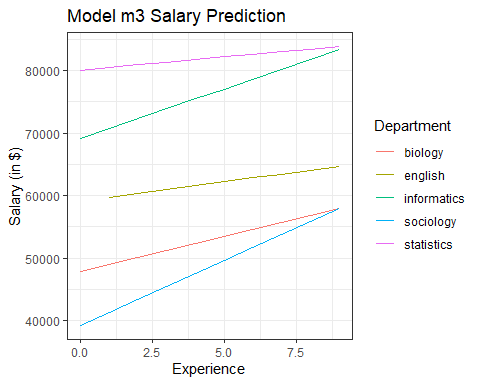 Model m3 Salary Prediction
80000
70000
60000
50000
40000
Salary (in $)
0.0 2.5 5.0 7.5
Experience
Department
biology
english
informatics
sociology
statistics